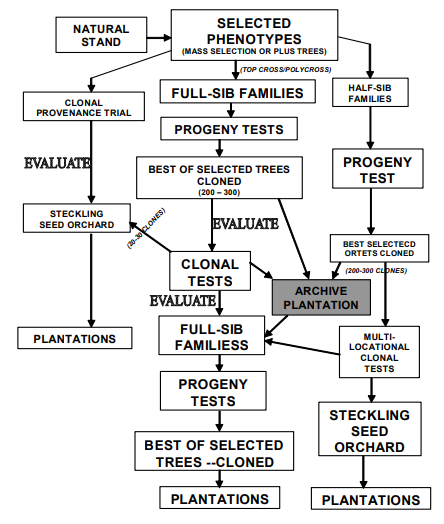 NATURAL
STAND
SELECTED
PHENOTYPES
(MASS SELECTION OR PLUS TREES)
(TOP CROSS/POLYCROSS)
CLONAL
PROVENANCE TRIAL
FULL-SIB FAMILIES
HALF-SIB
FAMILIES
PROGENY TESTS
EVALUATE
BEST OF SELECTED TREES
CLONED
(200 – 300)
PROGENY
TEST
STECKLING
SEED ORCHARD
(20-30 CLONES)
EVALUATE
BEST SELECTECD
ORTETS CLONED
(200-300 CLONES)
CLONAL
TESTS
ARCHIVE
PLANTATION
EVALUATE
PLANTATIONS
FULL-SIB
FAMILIESS
MULTI-
LOCATIONAL
CLONAL
TESTS
PROGENY
TESTS
STECKLING
SEED
ORCHARD
BEST OF SELECTED
TREES --CLONED
PLANTATIONS
PLANTATIONS